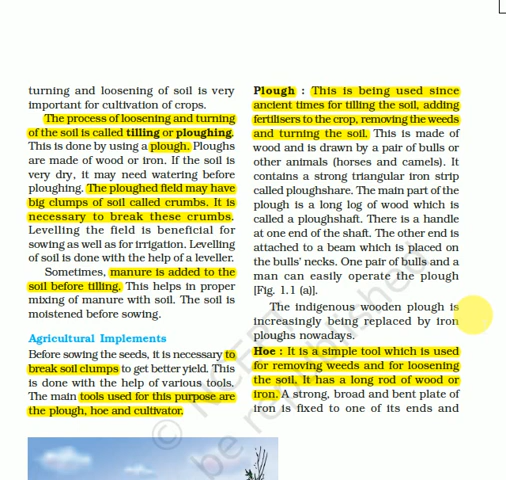 turning and loosening of soil is very
important for cultivation of crops.
The process of loosening and turning
of the soil is called tilling or ploughing.
This is done by using a plough. Ploughs
are made of wood or iron. If the soil is
very dry, it may need watering before
ploughing. The ploughed field may have
big clumps of soil called crumbs. It is
necessary to break these crumbs.
Levelling the field is beneficial for
sowing as well as for irrigation. Levelling
of soil is done with the help of a leveller.
Sometimes, manure is added to the
soil before tilling. This helps in proper
mixing of manure with soil. The soil is
moistened before sowing.
Agricultural Implements
Before sowing the seeds, it is necessary to
break soil clumps to get better yield. This
is done with the help of various tools.
The main tools used for this purpose are
the plough, hoe and cultivator.
Plough : This is being used since
ancient times for tilling the soil, adding
fertilisers to the crop, removing the weeds
and turning the soil. This is made of
wood and is drawn by a pair of bulls or
other animals (horses and camels). It
contains a strong triangular iron strip
called ploughshare. The main part of the
plough is a long log of wood which is
called a ploughshaft. There is a handle
at one end of the shaft. The other end is
attached to a beam which is placed on
the bulls' necks. One pair of bulls and a
man can easily operate the plough
[Fig. 1.1 (a)].
The indigenous wooden plough is
increasingly being replaced by iron
ploughs nowadays.
Hoe : It is a simple tool which is used
for removing weeds and for loosening
the soil. It has a long rod of wood or
iron. A strong, broad and bent plate of
iron is fixed to one of its ends and
© NCERT
be republished